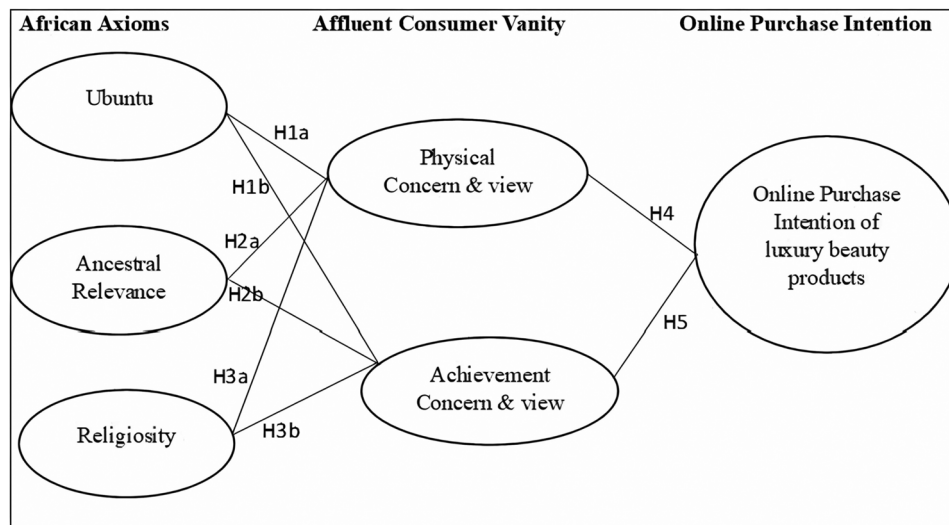 African Axioms
Affluent Consumer Vanity
Online Purchase Intention
Ubuntu
H1a
Physical
Concern & view
H1b
H4
Online Purchase
Intention of
luxury beauty
products
H2a
Ancestral
Relevance
H2b
H5
H3a
Achievement
Concern & view
Religiosity
H3b